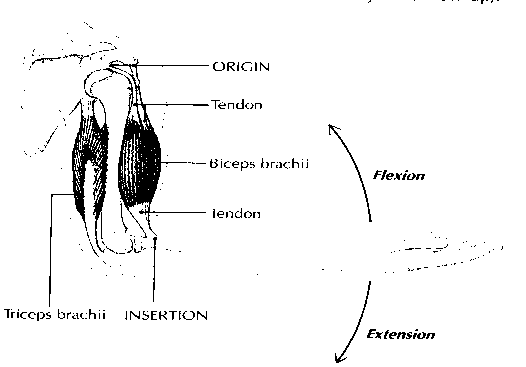 ORIGIN
Tendon
Biceps brachii
Flexion
Tendon
Triceps brachii
INSERTION
Extension